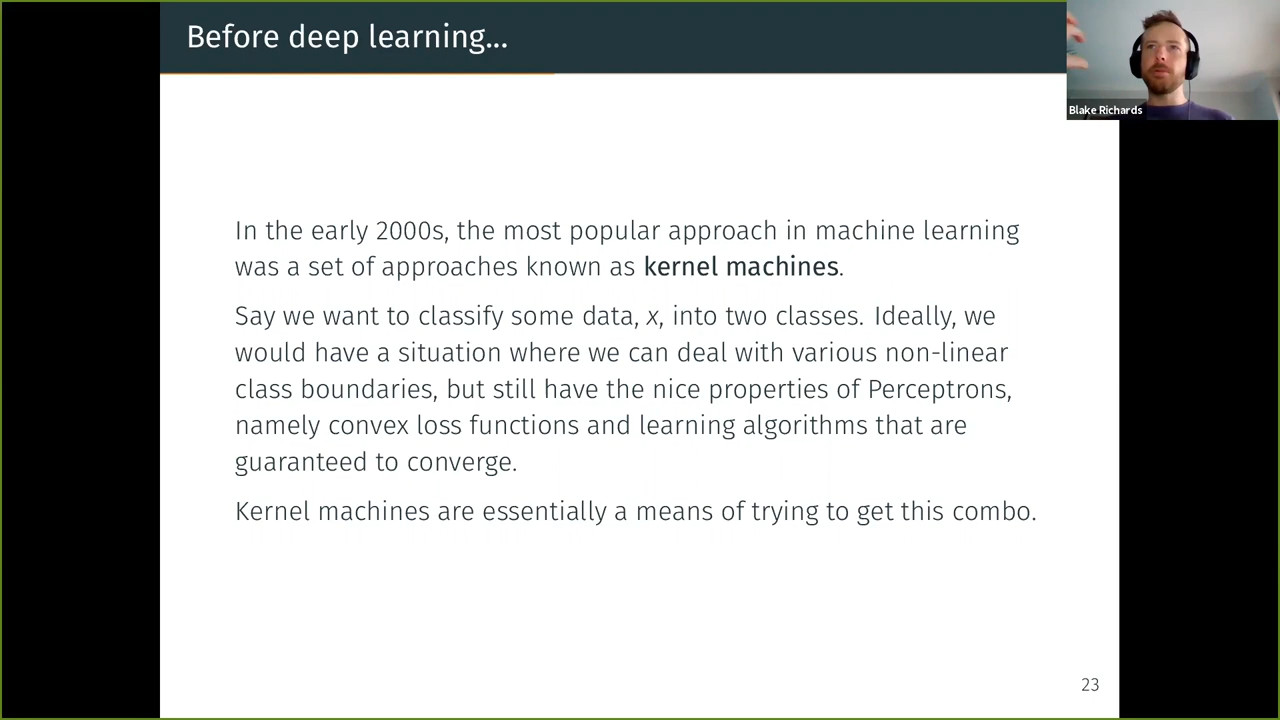 Before deep learning...
Blake Richards
In the early 2000s, the most popular approach in machine learning
was a set of approaches known as kernel machines.
Say we want to classify some data, x, into two classes. Ideally, we
would have a situation where we can deal with various non-linear
class boundaries, but still have the nice properties of Perceptrons,
namely convex loss functions and learning algorithms that are
guaranteed to converge.
Kernel machines are essentially a means of trying to get this combo.
23